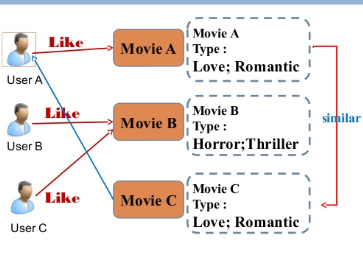 Like
Movie A
Movie A
Type :
Love; Romantic
User A
Like
Movie B
Movie B
Type :
Horror;Thriller
similar
User B
Like
Movie C
Movie C
Type :
Love; Romantic
User C